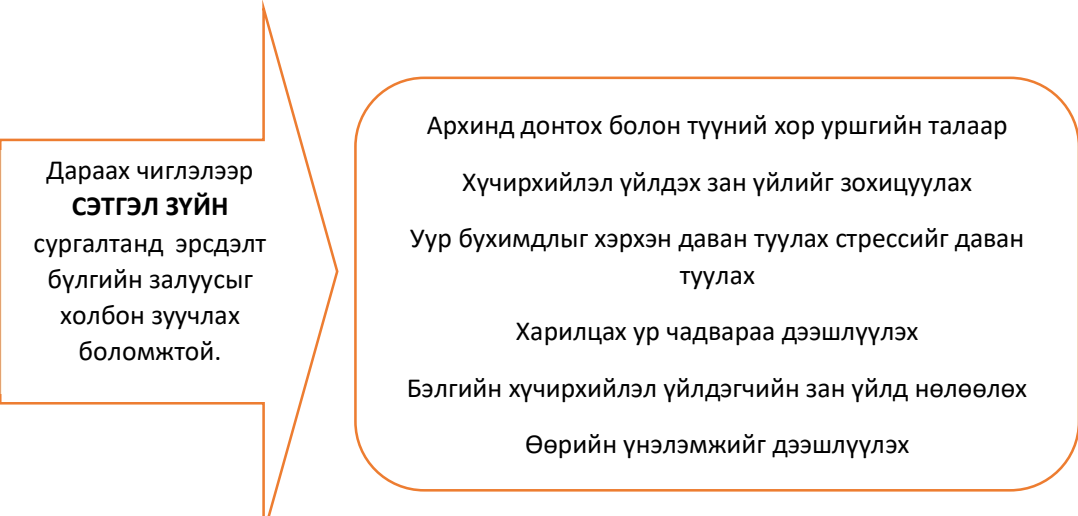 Дараах чиглэлээр
СЭТГЭЛ ЗҮЙН
сургалтанд эрсдэлт
бүлгийн залуусыг
холбон зуучлах
боломжтой.
Архинд донтох болон түүний хор уршгийн талаар
Хүчирхийлэл үйлдэх зан үйлийг зохицуулах
Уур бухимдлыг хэрхэн даван туулах стрессийг даван
туулах
Харилцах ур чадвараа дээшлүүлэх
Бэлгийн хүчирхийлэл үйлдэгчийн зан үйлд нөлөөлөх
Өөрийн үнэлэмжийг дээшлүүлэх